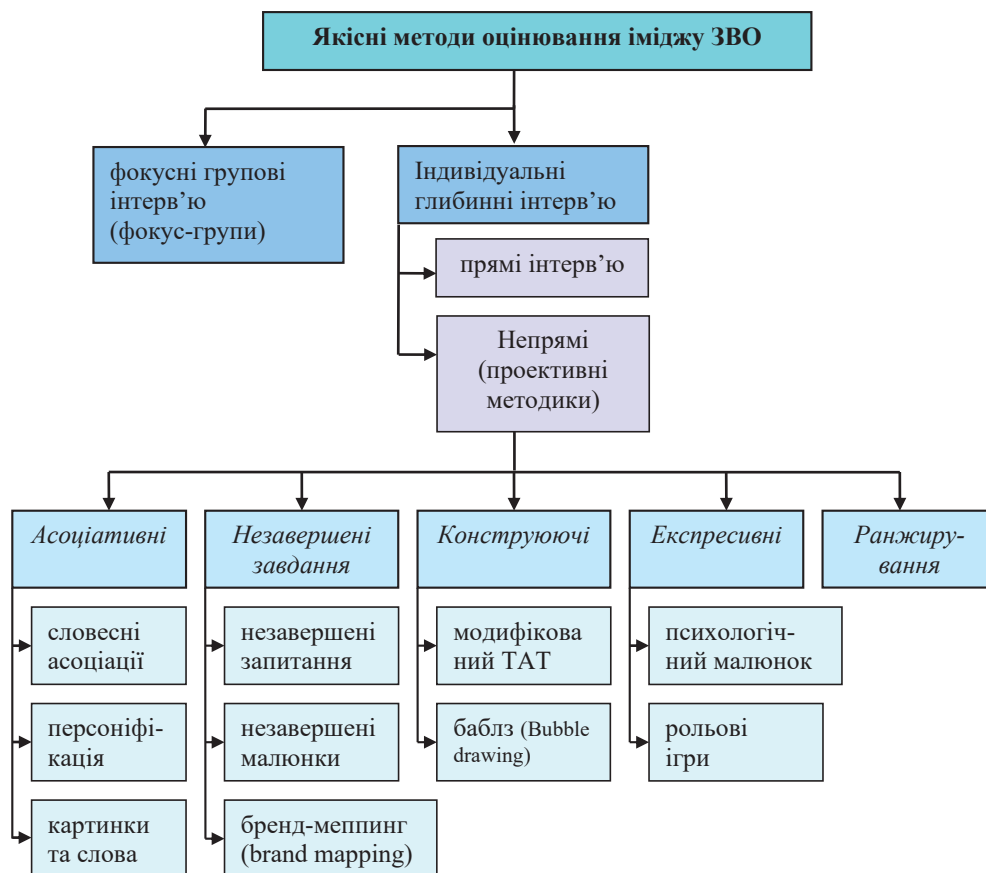 Якісні методи оцінювання іміджу ЗВО
фокусні групові
інтерв’ю
(фокус-групи)
Індивідуальні
глибинні інтерв’ю
прямі інтерв’ю
Непрямі
(проективні
методики)
Асоціативні
Незавершені
завдання
Конструюючі
Експресивні
Ранжиру-
вання
словесні
асоціації
незавершені
запитання
модифікова
ний ТАТ
психологіч-
ний малюнок
персоніфі-
кація
незавершені
малюнки
баблз (Bubble
drawing)
рольові
ігри
картинки
та слова
бренд-меппинг
(brand mapping)